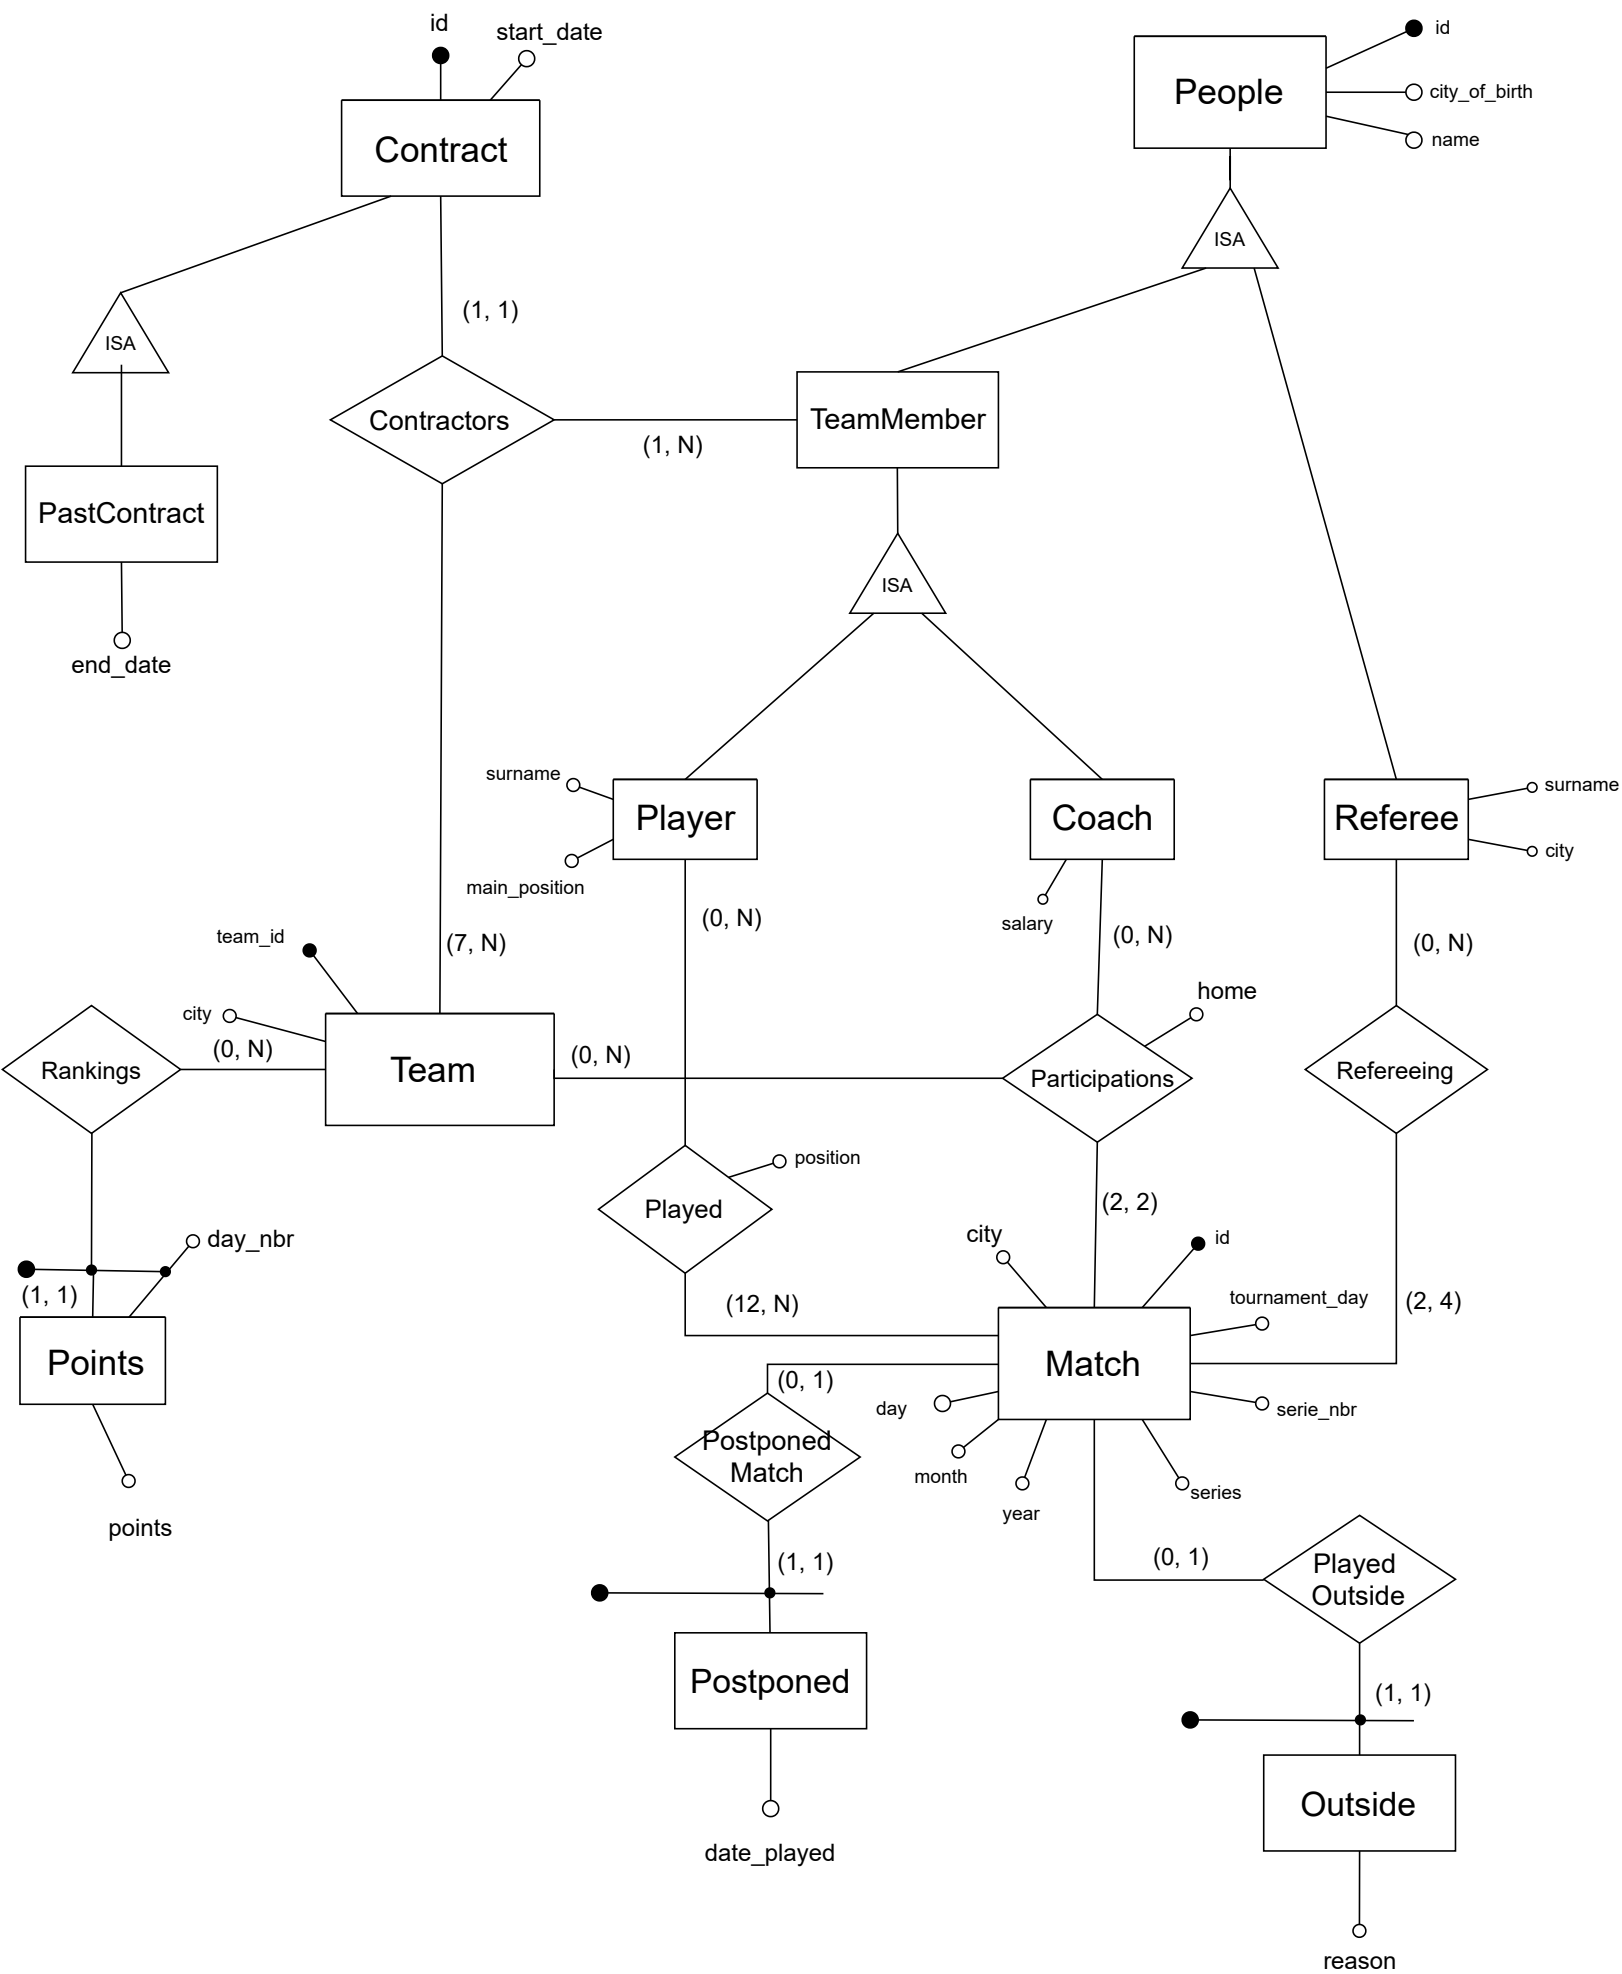 id
start_date
id
People
city_of_birth
name
Contract
ISA
(1, 1)
ISA
Contractors
TeamMember
(1, N)
PastContract
ISA
end_date
surname
Player
main_position
Coach
salary
Referee
surname
city
(0, N)
(0, N)
(0, N)
team_id
(7, N)
city
home
Rankings
(0, N)
Team
(0, N)
Participations
Refereeing
position
Played
(2, 2)
day_nbr
city
id
(1, 1)
(12, N)
tournament_day
(2, 4)
Points
Match
(0, 1)
day
serie_nbr
Postponed
Match
month
year
series
points
(1, 1)
(0, 1)
Played
Outside
Postponed
(1, 1)
Outside
date_played
reason